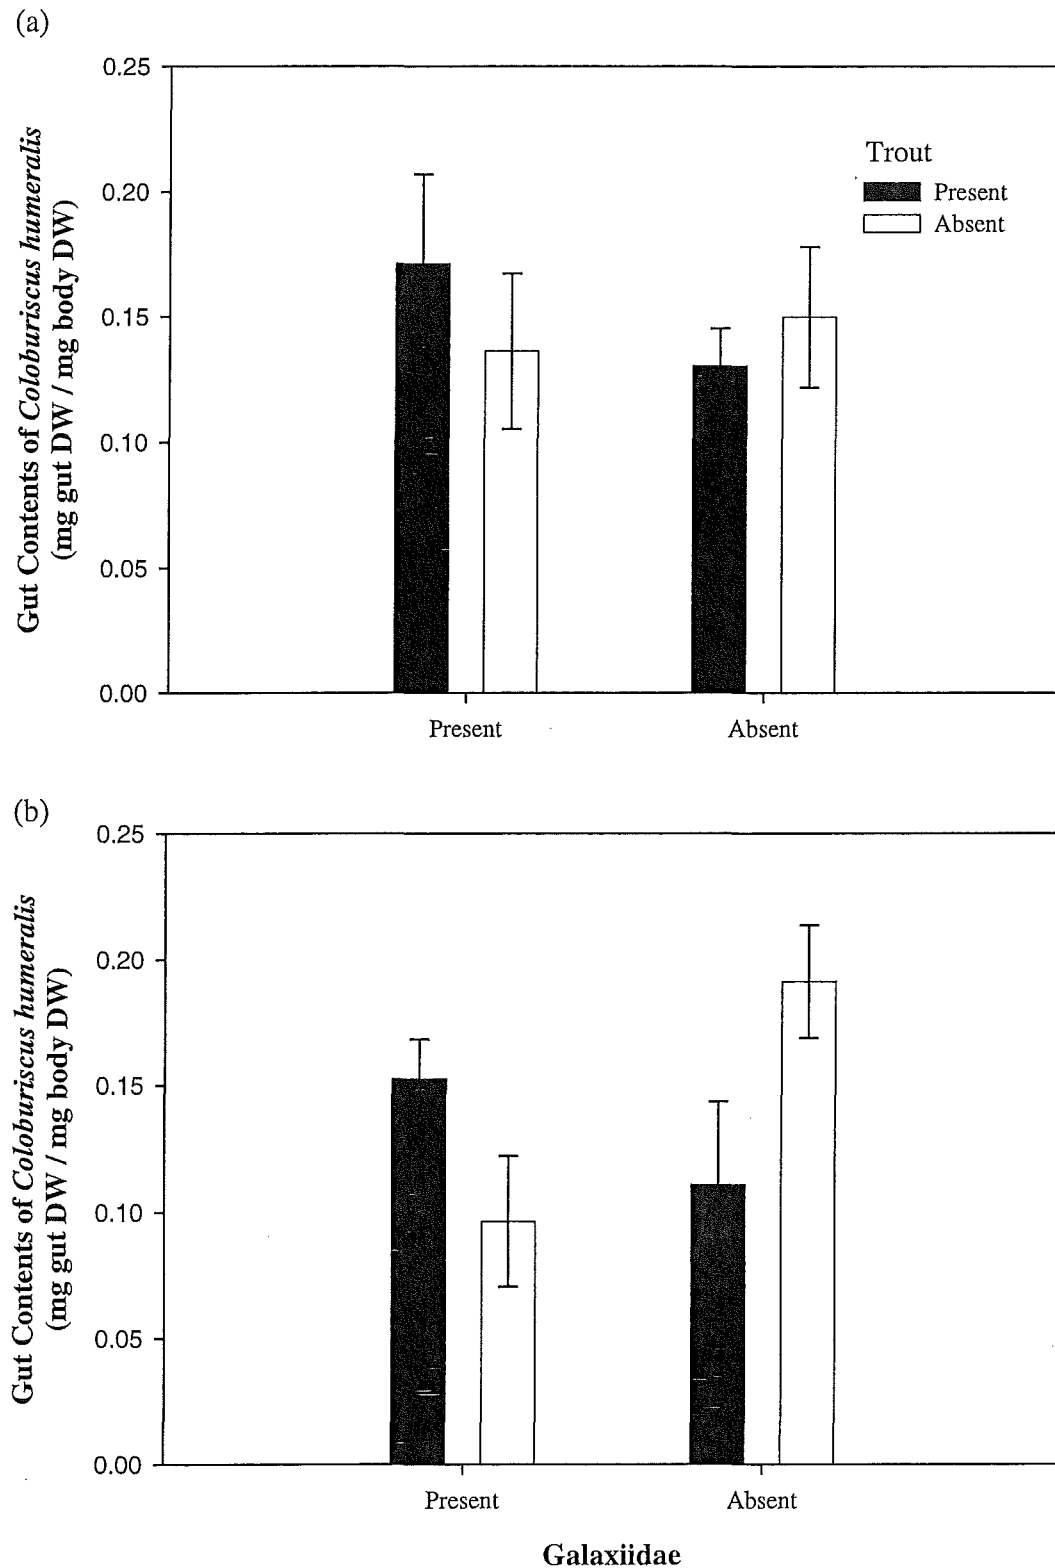 (a)
Gut Contents of Coloburiscus humeralis
(mg gut DW / mg body DW)
0.25
0.20
0.15
0.10
0.05
0.00
Trout
Present
Absent
Present
Absent
(b)
Gut Contents of Coloburiscus humeralis
(mg gut DW / mg body DW)
0.25
0.20
0.15
0.10
0.05
0.00
Present
Absent
Galaxiidae